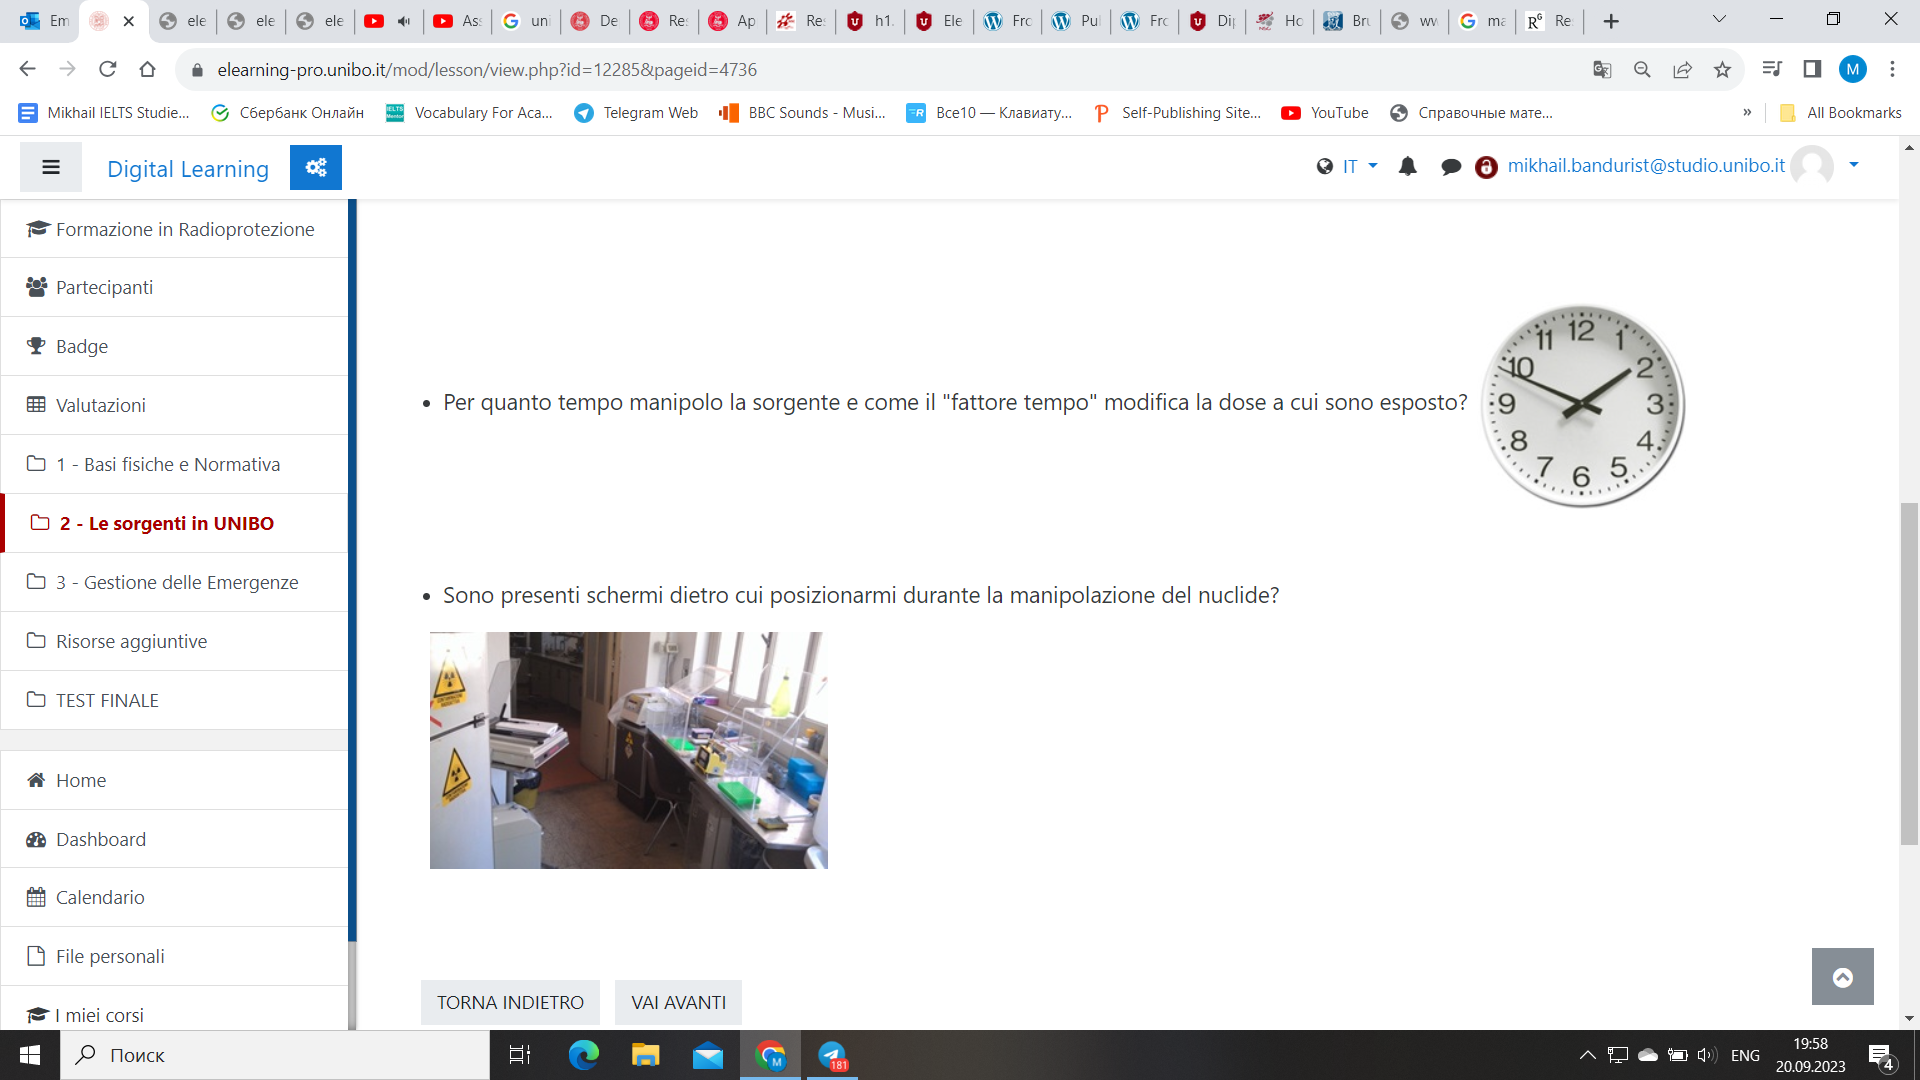 Em
ele
ele
ele
Ass
uni
De
Res
Ap
Res
h1.
Ele
Fro
Pul
Fro
Dip
Ho
Bru
ww
ma
Re
elearning-pro.unibo.it/mod/lesson/view.php?id=12285&pageid=4736
M
Mikhail IELTS Studie...
Сбербанк Онлайн
Vocabulary For Aca...
Telegram Web
BBC Sounds - Musi...
Все10 — Клавиату...
Self-Publishing Site...
YouTube
Справочные мате...
»
All Bookmarks
Digital Learning
IT
mikhail.bandurist@studio.unibo.it
Formazione in Radioprotezione
Partecipanti
Badge
Valutazioni
1 - Basi fisiche e Normativa
2 - Le sorgenti in UNIBO
3 - Gestione delle Emergenze
Risorse aggiuntive
TEST FINALE
Home
Dashboard
Calendario
File personali
I miei corsi
• Per quanto tempo manipolo la sorgente e come il "fattore tempo" modifica la dose a cui sono esposto?
12
11 1
10 2
9 3
8 4
7 5
6
• Sono presenti schermi dietro cui posizionarmi durante la manipolazione del nuclide?
TORNA INDIETRO
VAI AVANTI
Поиск
M
181
ENG
19:58
20.09.2023
4